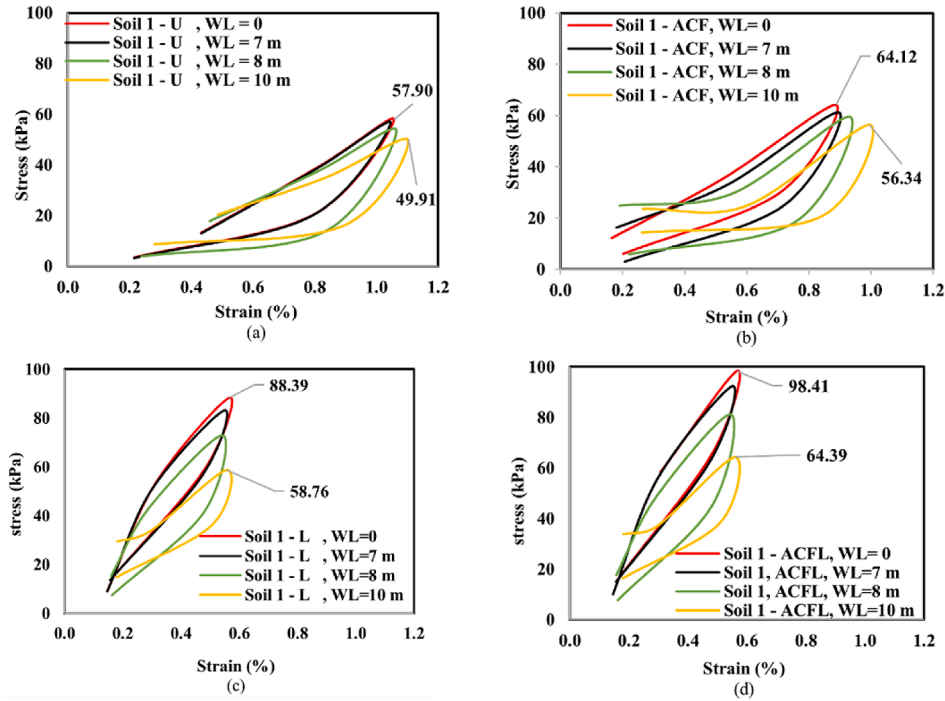 100
80
60
40
20
0
Stress (kPa)
Soil 1 - U , WL = 0
Soil 1 - U , WL = 7 m
Soil 1 - U , WL = 8 m
Soil 1 - U , WL = 10 m
57.90
49.91
0.0 0.2 0.4 0.6 0.8 1.0 1.2
Strain (%)
(a)
100
80
60
40
20
0
Stress (kPa)
Soil 1 - ACF, WL= 0
Soil 1 - ACF, WL= 7 m
Soil 1 - ACF, WL= 8 m
Soil 1 - ACF, WL= 10 m
64.12
56.34
0.0 0.2 0.4 0.6 0.8 1.0 1.2
Strain (%)
(b)
100
80
60
40
20
0
stress (kPa)
88.39
58.76
Soil 1 - L , WL=0
Soil 1 - L , WL=7 m
Soil 1 - L , WL=8 m
Soil 1 - L , WL=10 m
0.0 0.2 0.4 0.6 0.8 1.0 1.2
Strain (%)
(c)
100
80
60
40
20
0
stress (kPa)
98.41
64.39
Soil 1 - ACFL, WL= 0
Soil 1, ACFL, WL=7 m
Soil 1, ACFL, WL=8 m
Soil 1 - ACFL, WL=10 m
0.0 0.2 0.4 0.6 0.8 1.0 1.2
Strain (%)
(d)